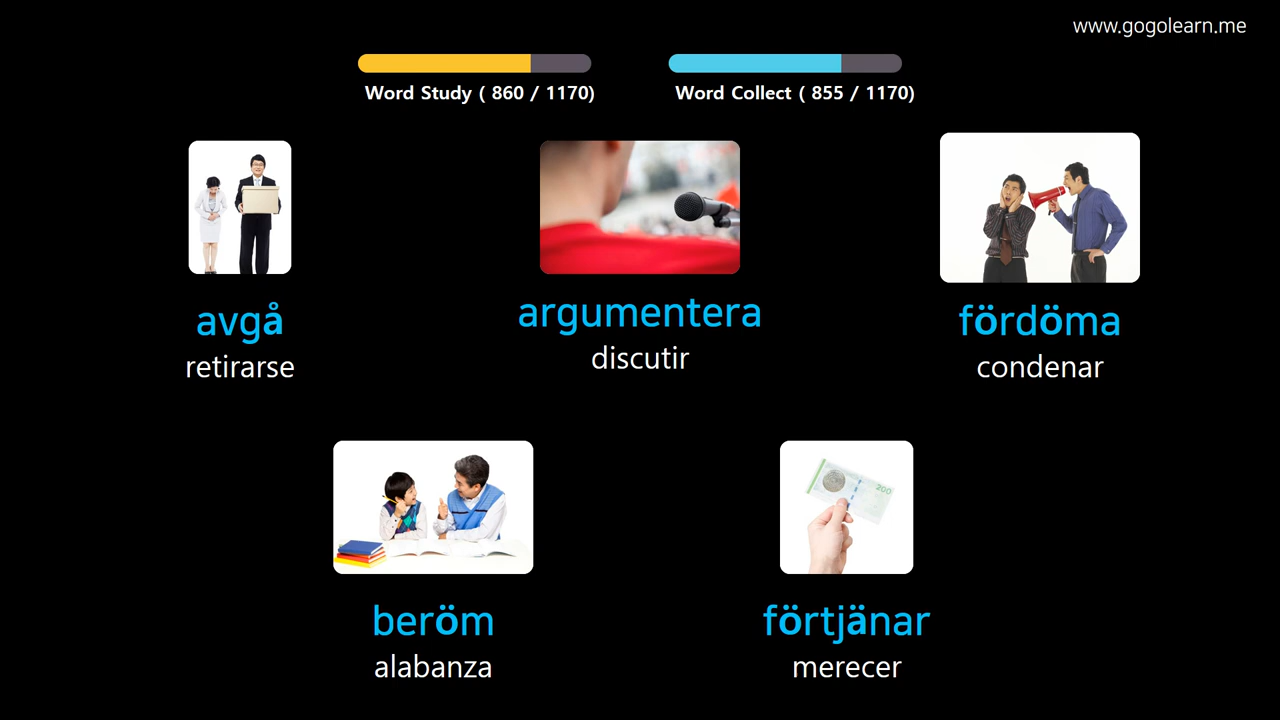 www.gogolearn.me
Word Study ( 860 / 1170)
Word Collect ( 855 / 1170)
avgå
retirarse
argumentera
discutir
fördöma
condenar
beröm
alabanza
förtjänar
merecer
200